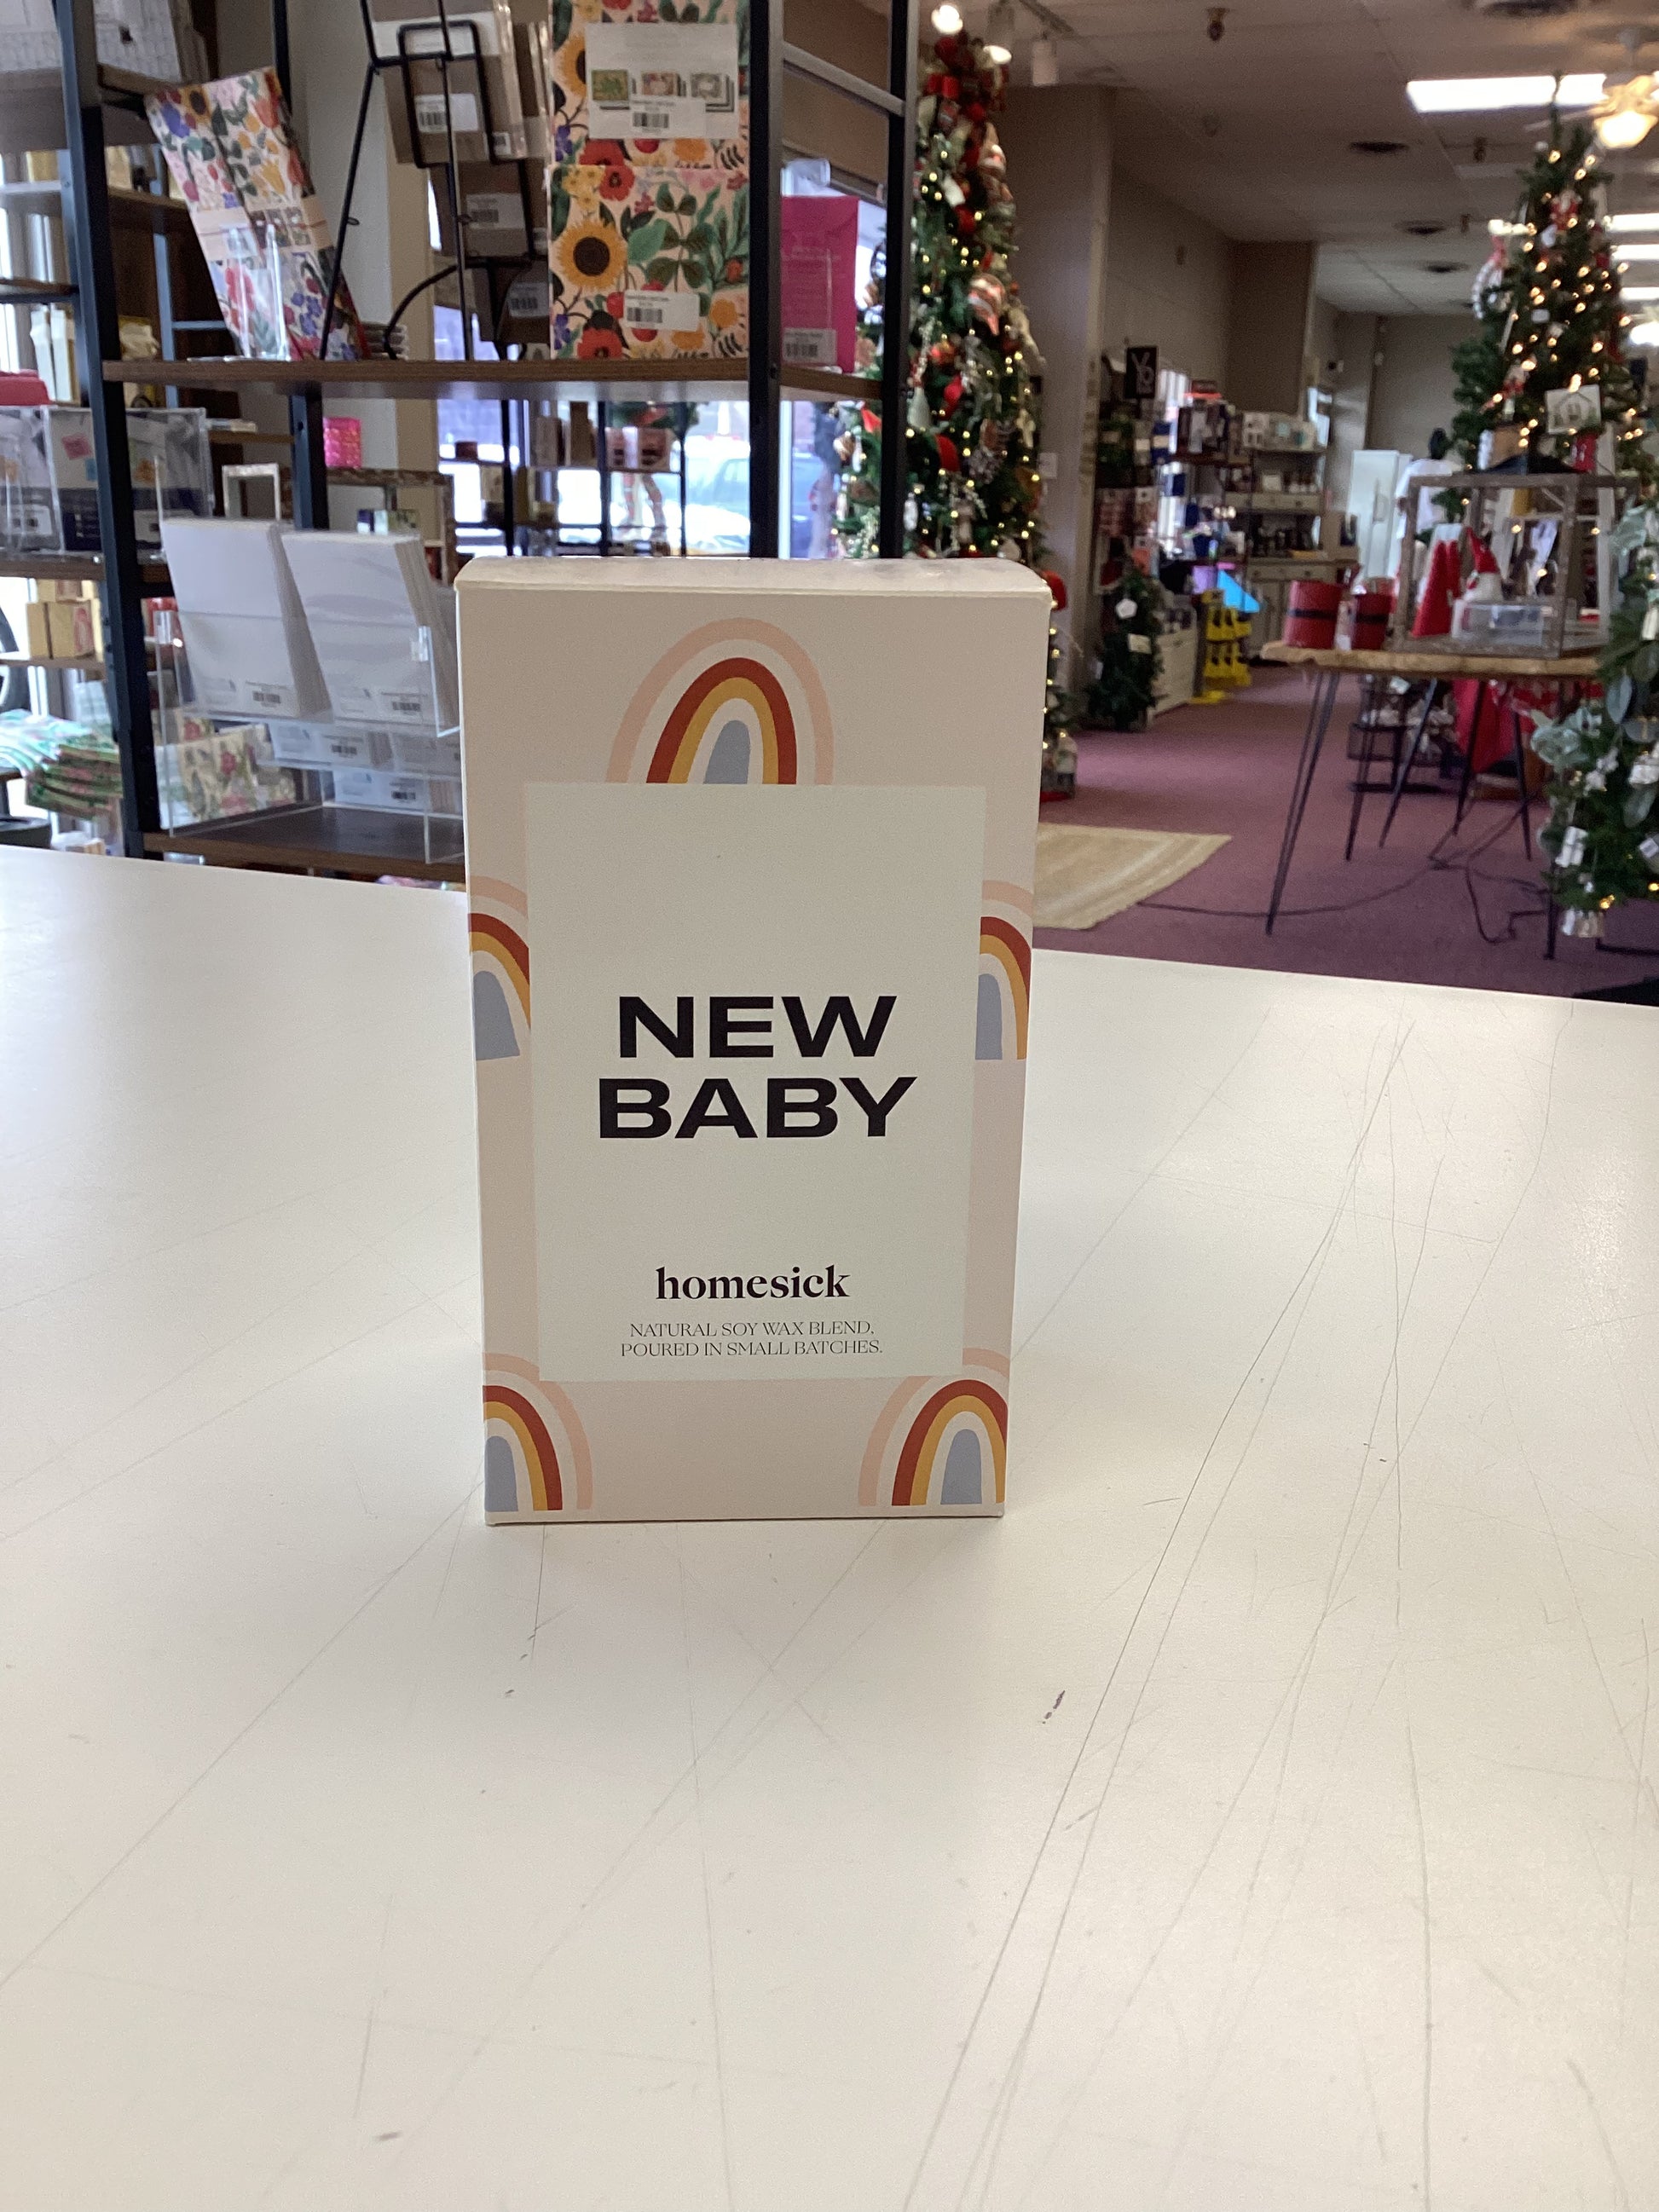 NEW
BABY
homesick
NATURAL SOY WAX BLEND,
POURED IN SMALL BATCHES.